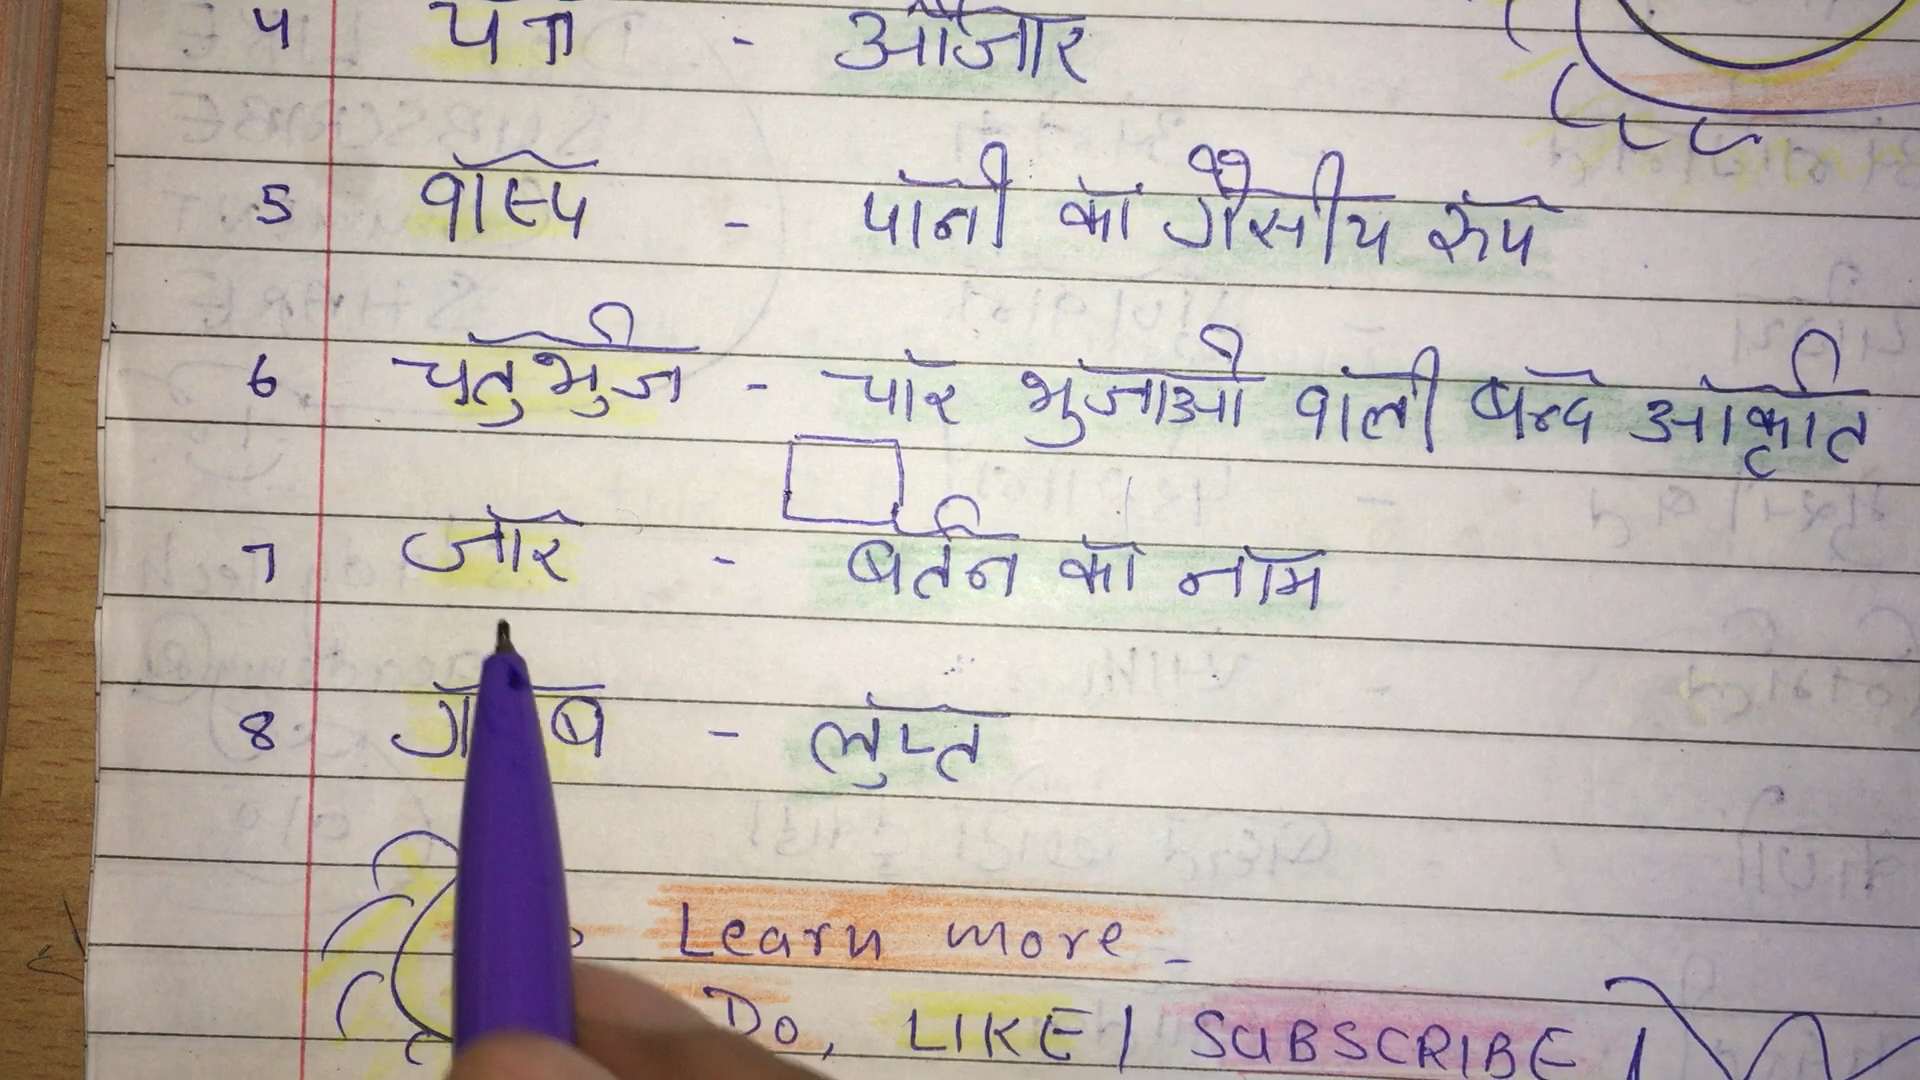 4 यंत्र - औजार
5 वाष्प - पानी का गैसीय रूप
6 चतुर्भुज - चार भुजाओ वाली बन्द आकृति
7 जार - बर्तन का नाम
8 - लुप्त
Learn more -
Do, LIKE / SUBSCRIBE /